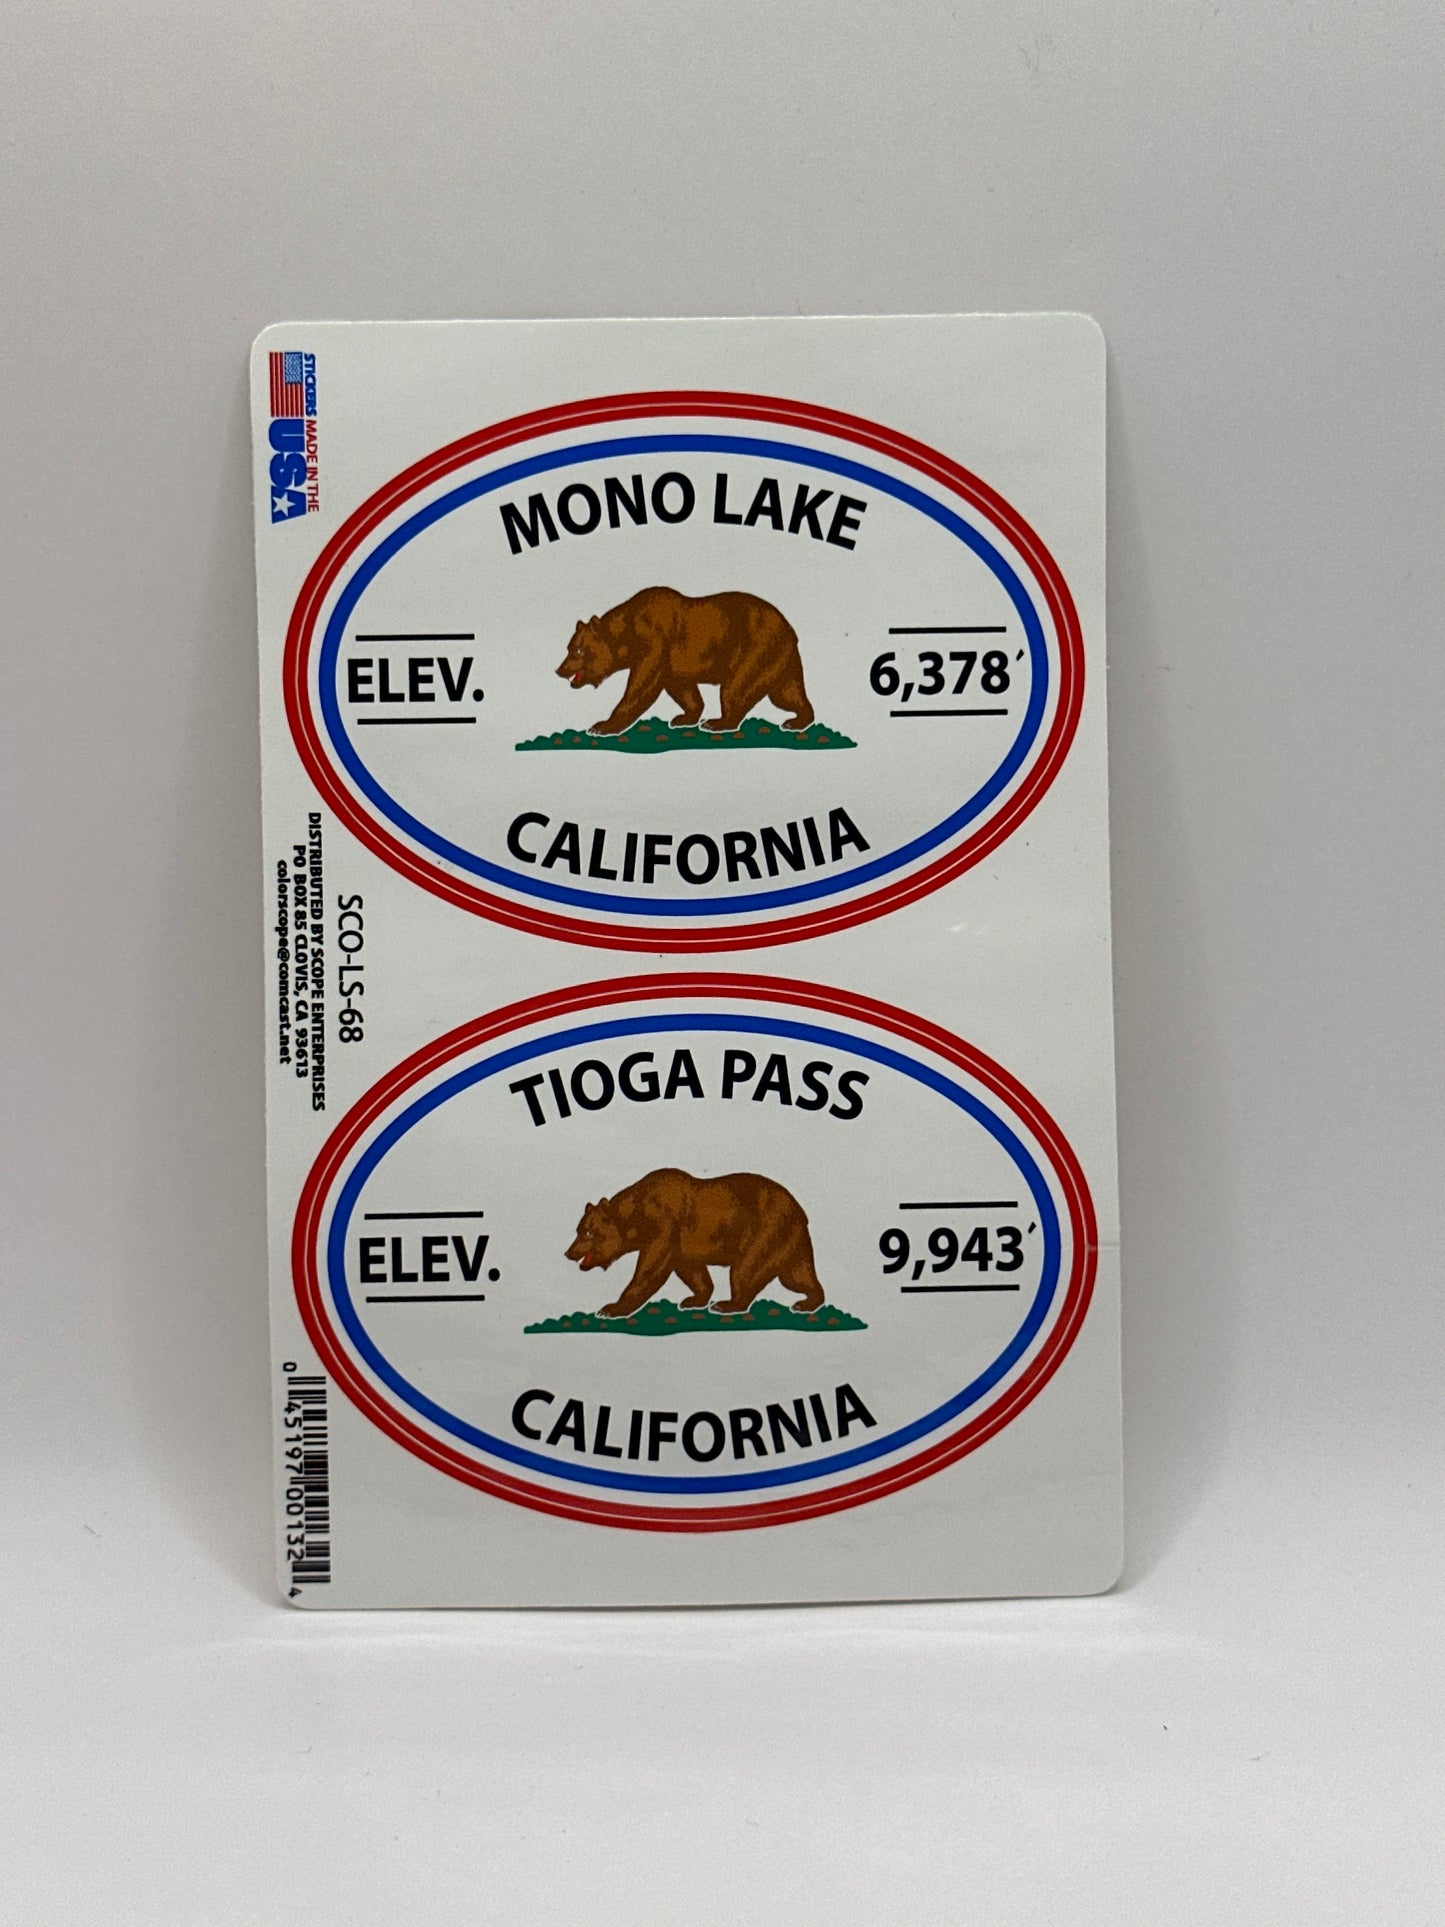 STICKERS MADE IN THE
USA
MONO LAKE
ELEV.
6,378′
CALIFORNIA
SCO-LS-68
DISTRIBUTED BY SCOPE ENTERPRISES
PO BOX 85 CLOVIS, CA 93613
colorscope@comcast.net
TIOGA PASS
ELEV.
9,943′
CALIFORNIA
0 45197 00132 4